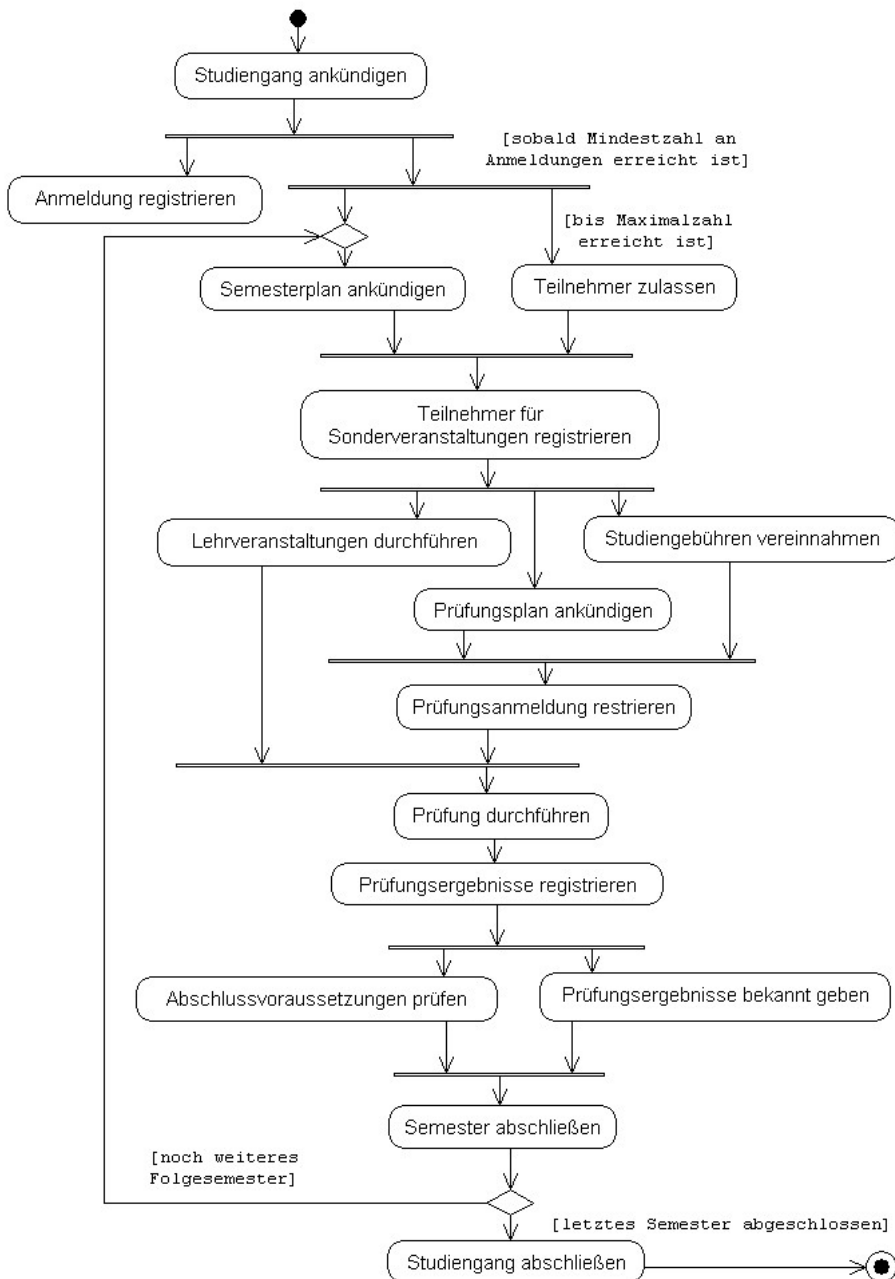 Studiengang ankündigen
[sobald Mindestzahl an
Anmeldungen erreicht ist]
Anmeldung registrieren
[bis Maximalzahl
erreicht ist]
Semesterplan ankündigen
Teilnehmer zulassen
Teilnehmer für
Sonderveranstaltungen registrieren
Lehrveranstaltungen durchführen
Studiengebühren vereinnahmen
Prüfungsplan ankündigen
Prüfungsanmeldung restrieren
Prüfung durchführen
Prüfungsergebnisse registrieren
Abschlussvoraussetzungen prüfen
Prüfungsergebnisse bekannt geben
Semester abschließen
[noch weiteres
Folgesemester]
[letztes Semester abgeschlossen]
Studiengang abschließen